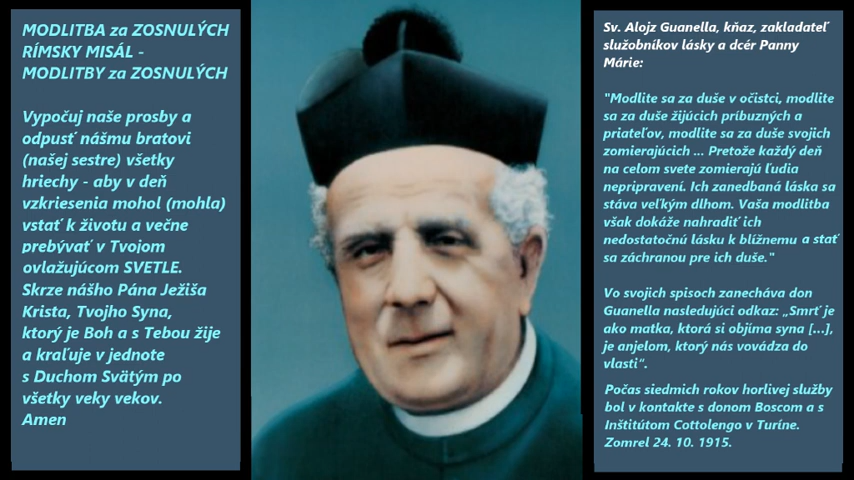 MODLITBA za ZOSNULÝCH
RÍMSKY MISÁL -
MODLITBY za ZOSNULÝCH
Vypočuj naše prosby a
odpusť nášmu bratovi
(našej sestre) všetky
hriechy - aby v deň
vzkriesenia mohol (mohla)
vstať k životu a večne
prebývať v Tvojom
ovlažujúcom SVETLE.
Skrze nášho Pána Ježiša
Krista, Tvojho Syna,
ktorý je Boh a s Tebou žije
a kraľuje v jednote
s Duchom Svätým po
všetky veky vekov.
Amen
Sv. Alojz Guanella, kňaz, zakladateľ
služobníkov lásky a dcér Panny
Márie:
"Modlite sa za duše v očistci, modlite
sa za duše žijúcich príbuzných a
priateľov, modlite sa za duše svojich
zomierajúcich ... Pretože každý deň
na celom svete zomierajú ľudia
nepripravení. Ich zanedbaná láska sa
stáva veľkým dlhom. Vaša modlitba
však dokáže nahradiť ich
nedostatočnú lásku k blížnemu a stať
sa záchranou pre ich duše."
Vo svojich spisoch zanecháva don
Guanella nasledujúci odkaz: „Smrť je
ako matka, ktorá si objíma syna [...],
je anjelom, ktorý nás vovádza do
vlasti“.
Počas siedmich rokov horlivej služby
bol v kontakte s donom Boscom a s
Inštitútom Cottolengo v Turíne.
Zomrel 24. 10. 1915.